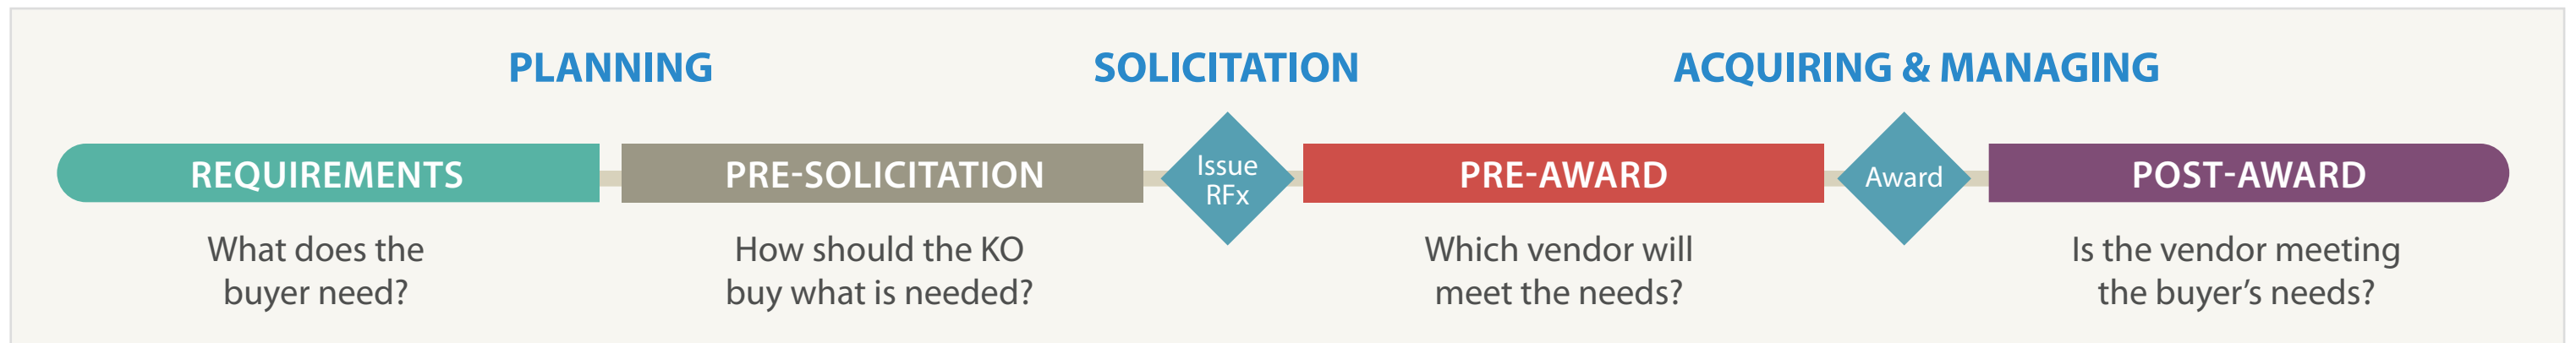 PLANNING
SOLICITATION
ACQUIRING & MANAGING
REQUIREMENTS
PRE-SOLICITATION
Issue
RFx
PRE-AWARD
Award
POST-AWARD
What does the
buyer need?
How should the KO
buy what is needed?
Which vendor will
meet the needs?
Is the vendor meeting
the buyer’s needs?